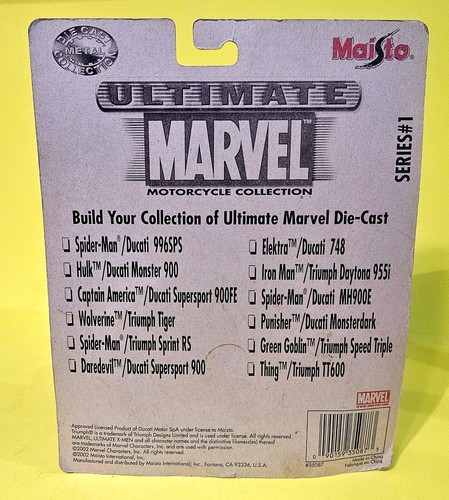 DIE CAST
METAL
COLLECTION
Maisto®
ULTIMATE
MARVEL™
MOTORCYCLE COLLECTION
SERIES#1
Build Your Collection of Ultimate Marvel Die-Cast
❏ Spider-Man®/Ducati 996SPS
❏ Hulk™/Ducati Monster 900
❏ Captain America™/Ducati Supersport 900FE
❏ Wolverine™/Triumph Tiger
❏ Spider-Man®/Triumph Sprint RS
❏ Daredevil™/Ducati Supersport 900
❏ Elektra™/Ducati 748
❏ Iron Man™/Triumph Daytona 955i
❏ Spider-Man®/Ducati MH900E
❏ Punisher™/Ducati Monsterdark
❏ Green Goblin™/Triumph Speed Triple
❏ Thing™/Triumph TT600
Approved Licensed Product of Ducati Motor SpA under license to Maisto.
Triumph® is a trademark of Triumph Designs Limited and is used under license. All rights reserved.
MARVEL, ULTIMATE X-MEN and all character names and the distinctive likeness(es) thereof
are trademarks of Marvel Characters, Inc. and are used with permission.
©2002 Marvel Characters, Inc. All rights reserved.
©2002 Maisto International, Inc.
Manufactured and distributed by Maisto International, Inc., Fontana, CA 92336, U.S.A.
MARVEL
0 90159 35087
#35087
Made in China
Fabriqué en China